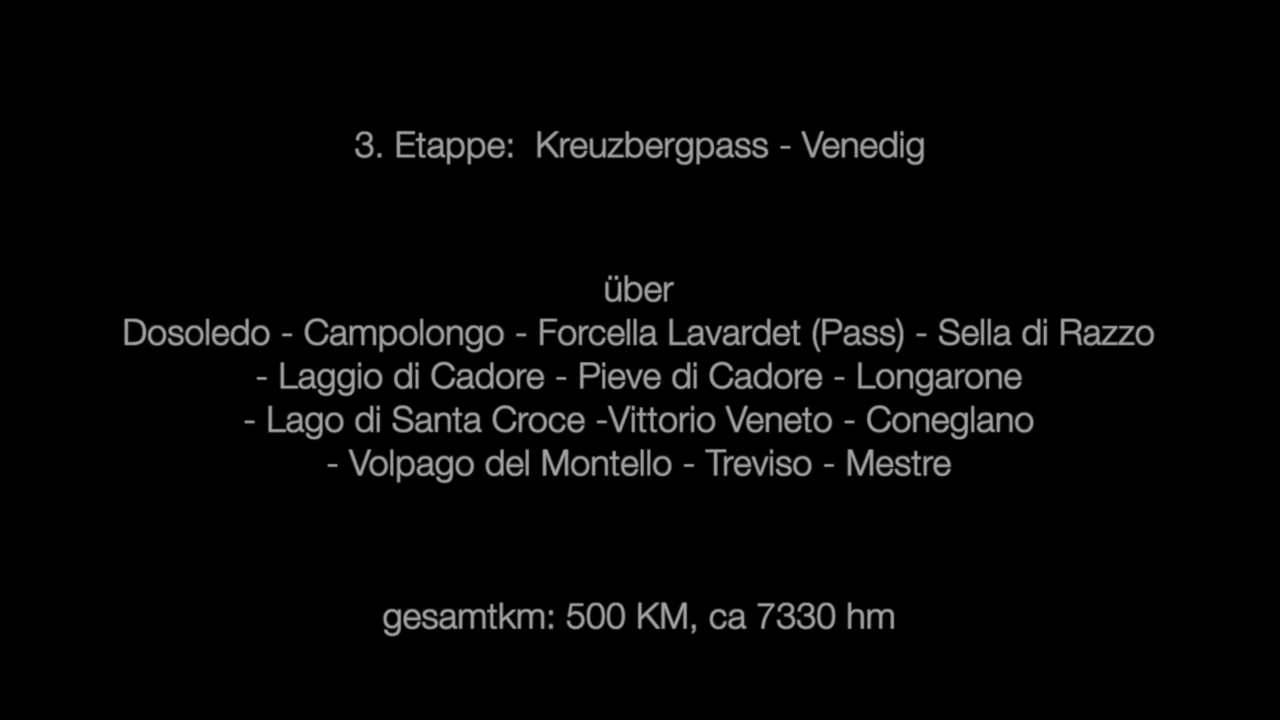 3. Etappe:  Kreuzbergpass - Venedig
über
Dosoledo - Campolongo - Forcella Lavardet (Pass) - Sella di Razzo
- Laggio di Cadore - Pieve di Cadore - Longarone
- Lago di Santa Croce -Vittorio Veneto - Coneglano
- Volpago del Montello - Treviso - Mestre
gesamtkm: 500 KM, ca 7330 hm